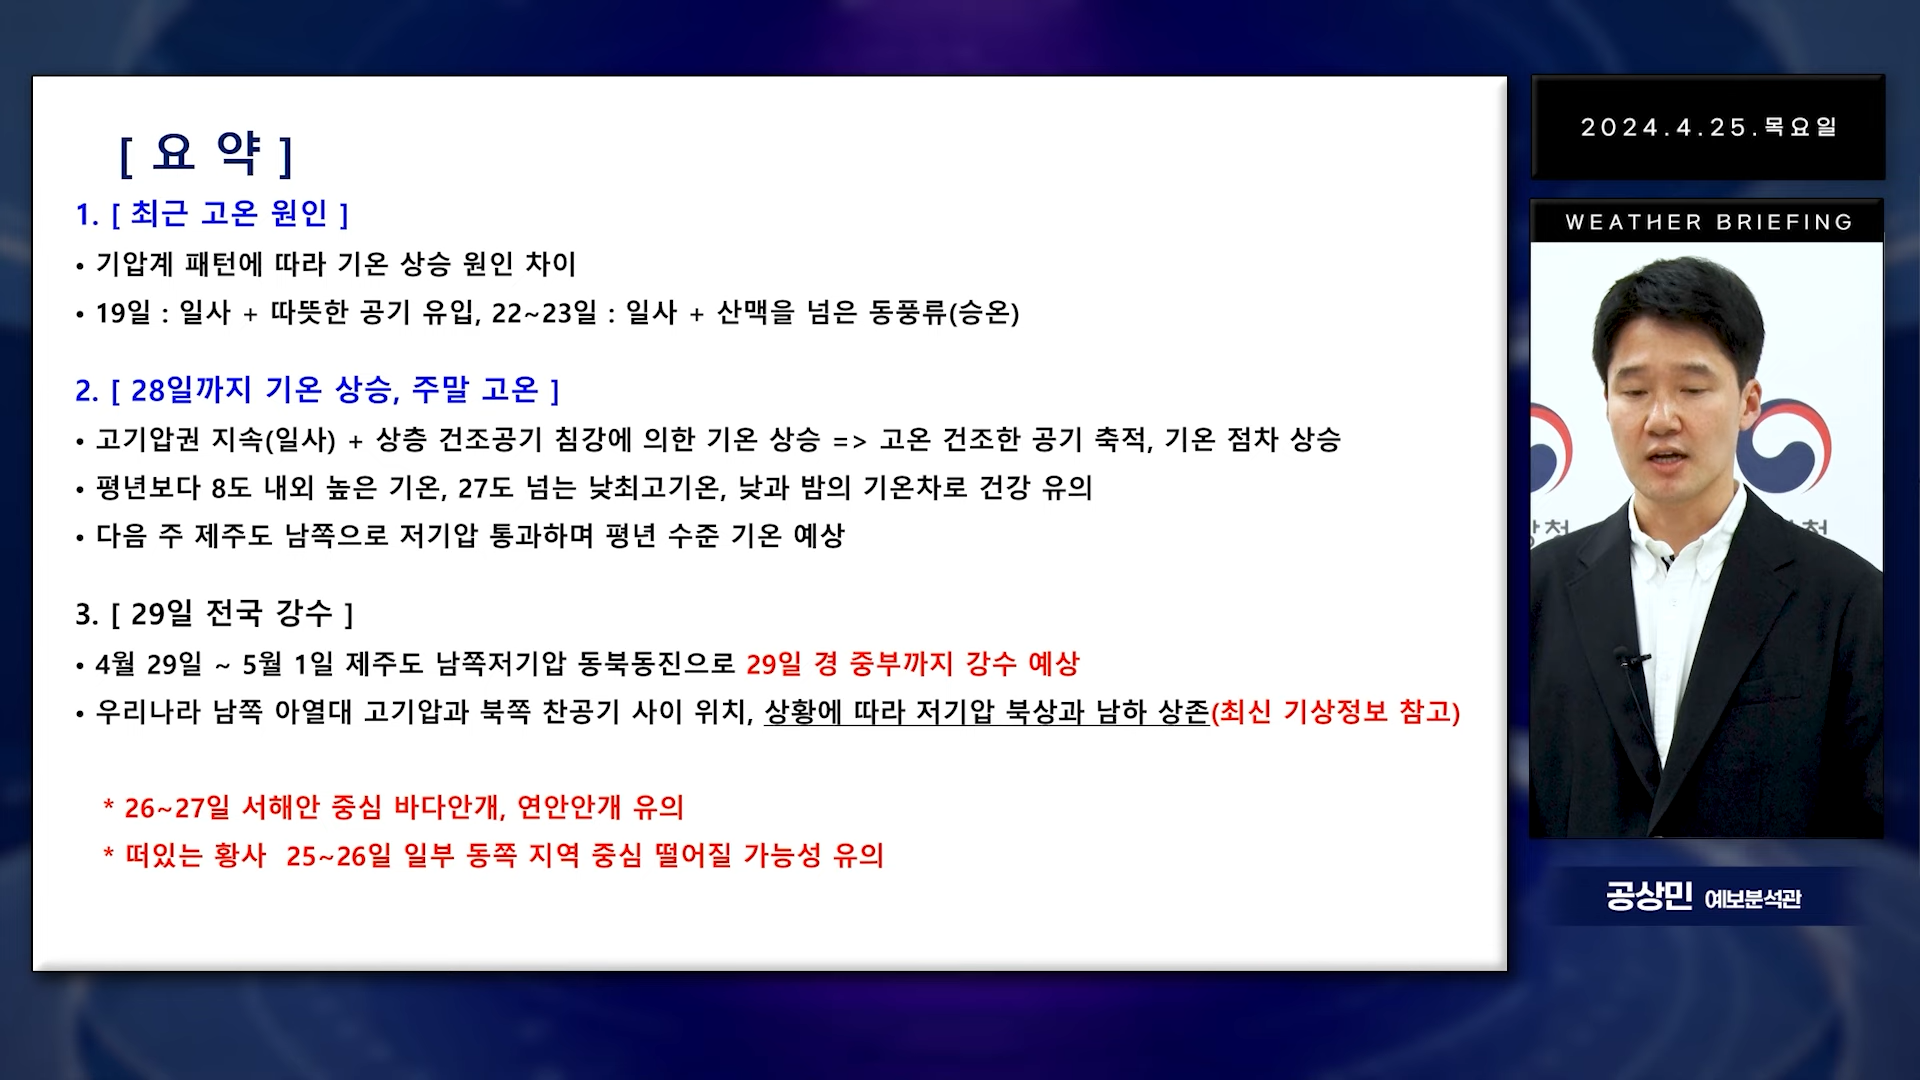 [ 요 약 ]
1. [ 최근 고온 원인 ]
• 기압계 패턴에 따라 기온 상승 원인 차이
• 19일 : 일사 + 따뜻한 공기 유입, 22~23일 : 일사 + 산맥을 넘은 동풍류(승온)
2. [ 28일까지 기온 상승, 주말 고온 ]
• 고기압권 지속(일사) + 상층 건조공기 침강에 의한 기온 상승 => 고온 건조한 공기 축적, 기온 점차 상승
• 평년보다 8도 내외 높은 기온, 27도 넘는 낮최고기온, 낮과 밤의 기온차로 건강 유의
• 다음 주 제주도 남쪽으로 저기압 통과하며 평년 수준 기온 예상
3. [ 29일 전국 강수 ]
• 4월 29일 ~ 5월 1일 제주도 남쪽저기압 동북동진으로 29일 경 중부까지 강수 예상
• 우리나라 남쪽 아열대 고기압과 북쪽 찬공기 사이 위치, 상황에 따라 저기압 북상과 남하 상존(최신 기상정보 참고)
* 26~27일 서해안 중심 바다안개, 연안안개 유의
* 떠있는 황사 25~26일 일부 동쪽 지역 중심 떨어질 가능성 유의
2024.4.25.목요일
WEATHER BRIEFING
공상민 예보분석관